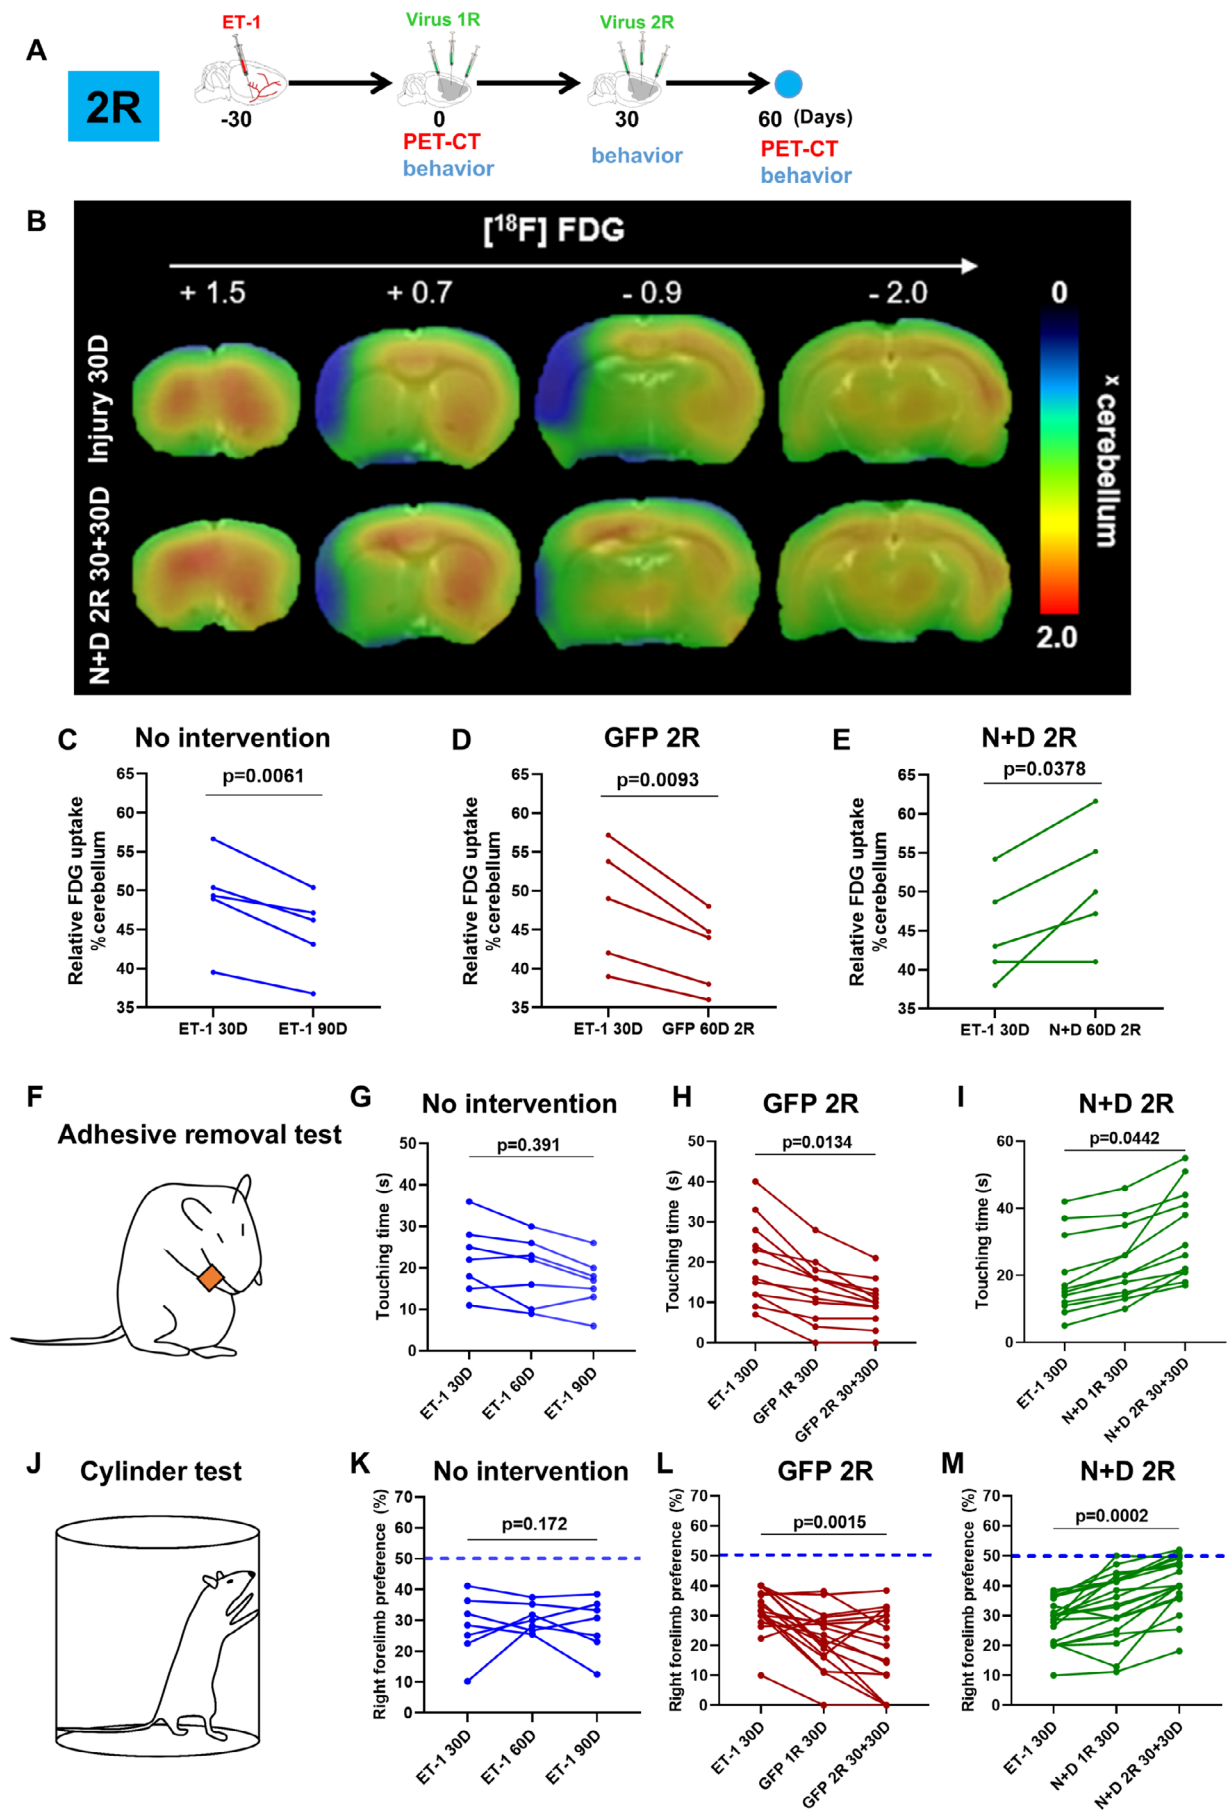 A
2R
ET-1
Virus 1R
Virus 2R
-30
0
30
60 (Days)
PET-CT
behavior
behavior
PET-CT
behavior
B
[18F] FDG
+ 1.5
+ 0.7
- 0.9
- 2.0
0
Injury 30D
N+D 2R 30+30D
x cerebellum
2.0
C
No intervention
p=0.0061
65
60
55
50
45
40
35
Relative FDG uptake
%cerebellum
ET-1 30D
ET-1 90D
D
GFP 2R
p=0.0093
65
60
55
50
45
40
35
Relative FDG uptake
%cerebellum
ET-1 30D
GFP 60D 2R
E
N+D 2R
p=0.0378
65
60
55
50
45
40
35
Relative FDG uptake
%cerebellum
ET-1 30D
N+D 60D 2R
F
Adhesive removal test
G
No intervention
p=0.391
50
40
30
20
10
0
Touching time (s)
ET-1 30D
ET-1 60D
ET-1 90D
H
GFP 2R
p=0.0134
50
40
30
20
10
0
Touching time (s)
ET-1 30D
GFP 1R 30D
GFP 2R 30+30D
I
N+D 2R
p=0.0442
60
40
20
0
Touching time (s)
ET-1 30D
N+D 1R 30D
N+D 2R 30+30D
J
Cylinder test
K
No intervention
p=0.172
70
60
50
40
30
20
10
0
Right forelimb preference (%)
ET-1 30D
ET-1 60D
ET-1 90D
L
GFP 2R
p=0.0015
70
60
50
40
30
20
10
0
Right forelimb preference (%)
ET-1 30D
GFP 1R 30D
GFP 2R 30+30D
M
N+D 2R
p=0.0002
70
60
50
40
30
20
10
0
Right forelimb preference (%)
ET-1 30D
N+D 1R 30D
N+D 2R 30+30D